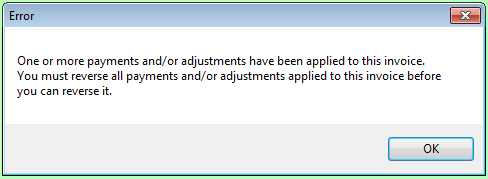 Error
One or more payments and/or adjustments have been applied to this invoice.
You must reverse all payments and/or adjustments applied to this invoice before
you can reverse it.
OK